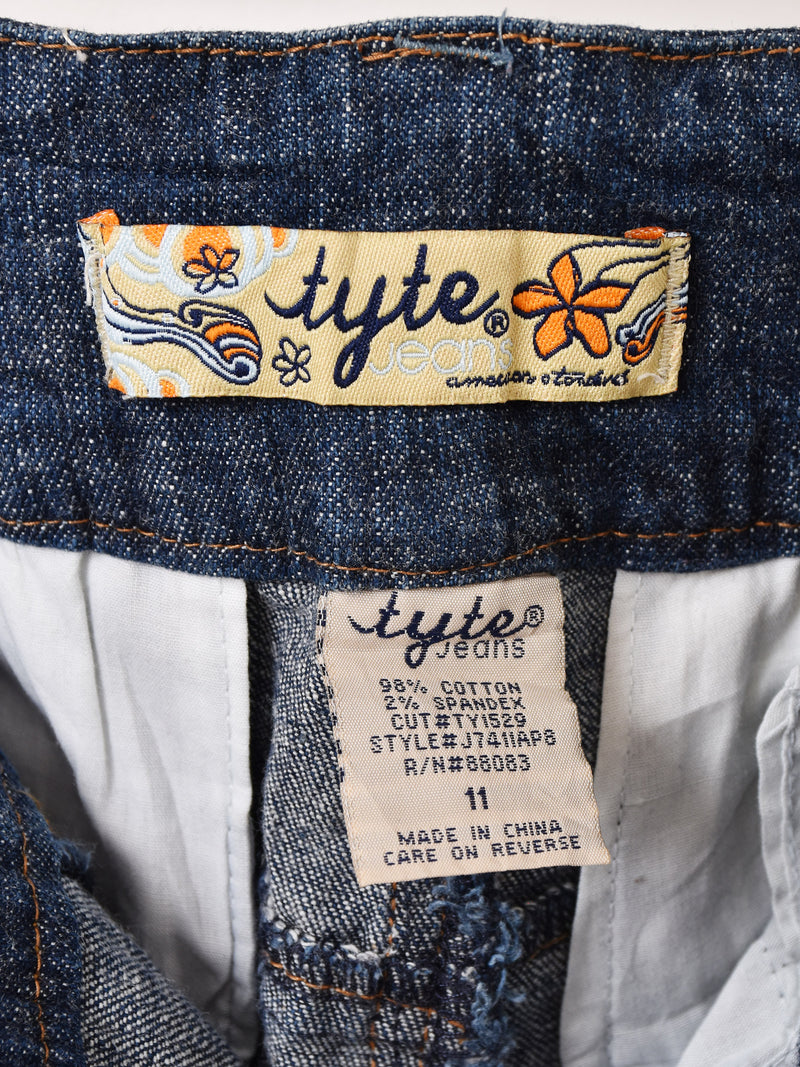 tyte®
Jeans
tyte®
Jeans
98% COTTON
2% SPANDEX
CUT#TY1529
STYLE#J7411AP8
R/N#88083
11
MADE IN CHINA
CARE ON REVERSE